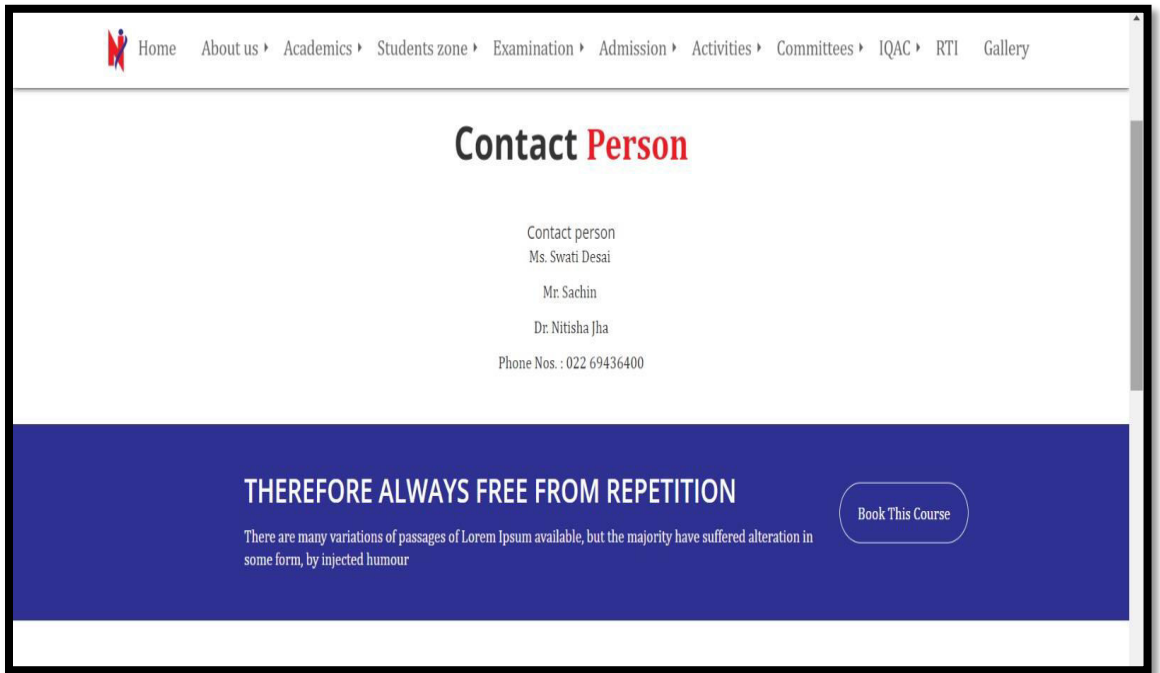 Home About us Academics Students zone Examination Admission Activities Committees IQAC RTI Gallery
Contact Person
Contact person
Ms. Swati Desai
Mr. Sachin
Dr. Nitisha Jha
Phone Nos. : 022 69436400
THEREFORE ALWAYS FREE FROM REPETITION
There are many variations of passages of Lorem Ipsum available, but the majority have suffered alteration in
some form, by injected humour
Book This Course